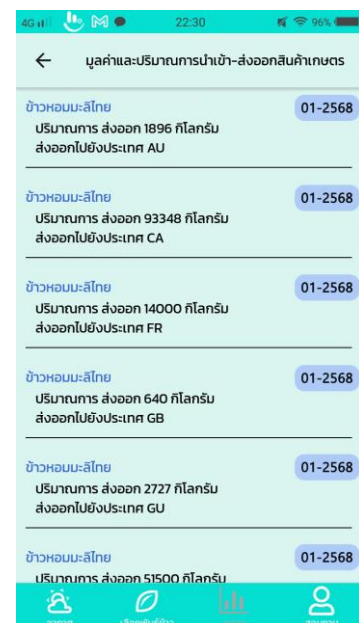 4G 22:30 96%
มูลค่าและปริมาณการนำเข้า-ส่งออกสินค้าเกษตร
ข้าวหอมมะลิไทย 01-2568
ปริมาณการ ส่งออก 1896 กิโลกรัม
ส่งออกไปยังประเทศ AU
ข้าวหอมมะลิไทย 01-2568
ปริมาณการ ส่งออก 93348 กิโลกรัม
ส่งออกไปยังประเทศ CA
ข้าวหอมมะลิไทย 01-2568
ปริมาณการ ส่งออก 14000 กิโลกรัม
ส่งออกไปยังประเทศ FR
ข้าวหอมมะลิไทย 01-2568
ปริมาณการ ส่งออก 640 กิโลกรัม
ส่งออกไปยังประเทศ GB
ข้าวหอมมะลิไทย 01-2568
ปริมาณการ ส่งออก 2727 กิโลกรัม
ส่งออกไปยังประเทศ GU
ข้าวหอมมะลิไทย 01-2568
ปริมาณการ ส่งออก 51500 กิโลกรัม